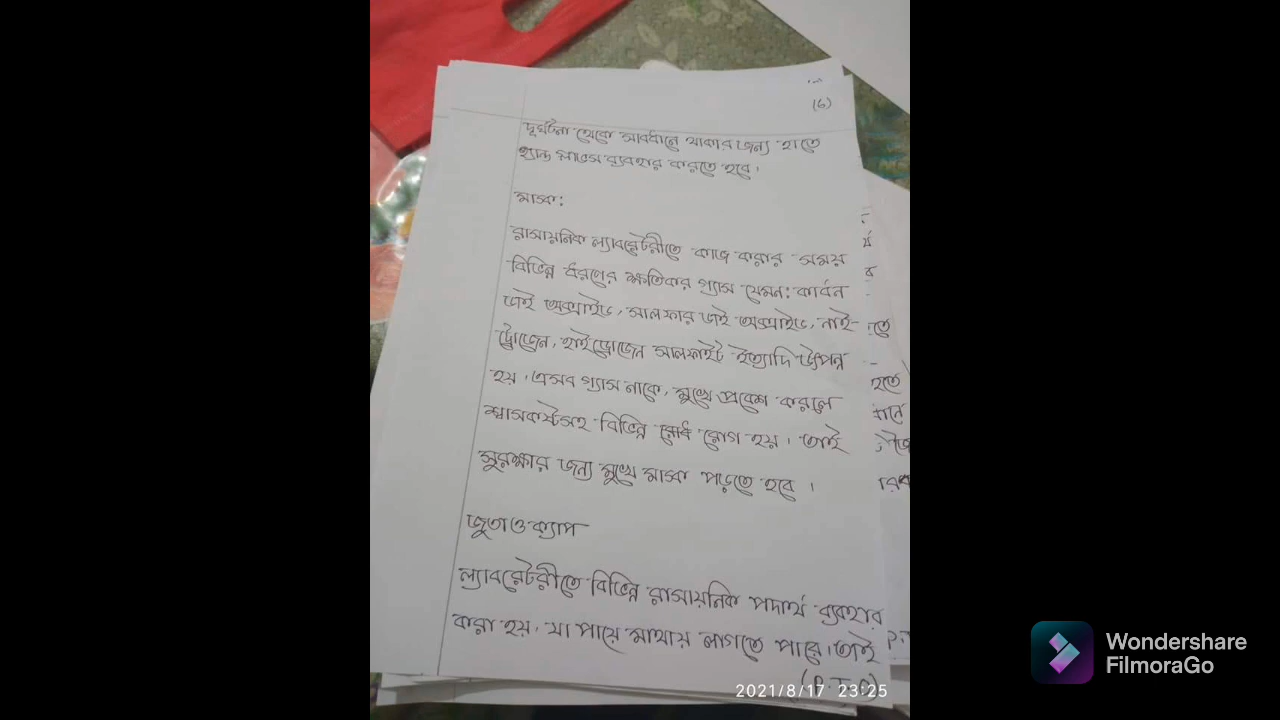 (6)
দূর্ঘটনা থেকে সাবধানে থাকার জন্য হাতে
হ্যান্ড গ্লাভস ব্যবহার করতে হবে।
মাস্ক:
রাসায়নিক ল্যাবরেটরীতে কাজ করার সময়
বিভিন্ন ধরণের ক্ষতিকর গ্যাস যেমন: কার্বন
ডাই অক্সাইড, সালফার ডাই অক্সাইড, নাই-
ট্রোজেন, হাইড্রোজেন সালফাইট ইত্যাদি উৎপন্ন
হয়। এসব গ্যাস নাকে, মুখে প্রবেশ করলে
শ্বাসকষ্টসহ বিভিন্ন রোগ হয়। তাই
সুরক্ষার জন্য মুখে মাস্ক পড়তে হবে।
জুতা ও ক্যাপ
ল্যাবরেটরীতে বিভিন্ন রাসায়নিক পদার্থ ব্যবহার
করা হয়, যা পায়ে মাথায় লাগতে পারে। তাই
(P.T.O)
2021/8/17 23:25
Wondershare
FilmoraGo